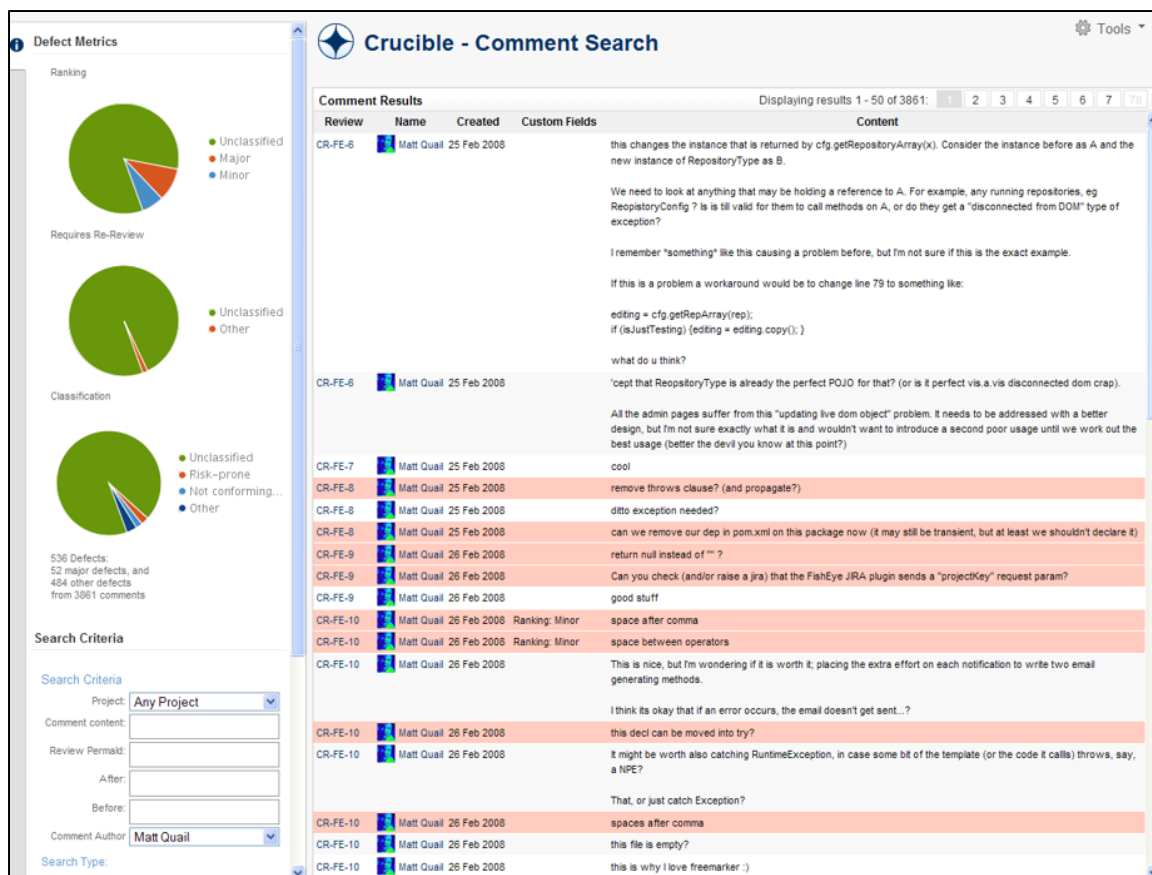 Defect Metrics
Ranking
Unclassified
Major
Minor
Requires Re-Review
Unclassified
Other
Classification
Unclassified
Risk-prone
Not conforming...
Other
536 Defects:
52 major defects, and
484 other defects
from 3861 comments
Search Criteria
Search Criteria
Project: Any Project
Comment content:
Review PermaId:
After:
Before:
Comment Author Matt Quail
Search Type:
Tools
Crucible - Comment Search
Comment Results Displaying results 1 - 50 of 3861: 1 2 3 4 5 6 7 78
Review Name Created Custom Fields Content
CR-FE-6 Matt Quail 25 Feb 2008 this changes the instance that is returned by cfg.getRepositoryArray(x). Consider the instance before as A and the
new instance of RepositoryType as B.
We need to look at anything that may be holding a reference to A. For example, any running repositories, eg
ReopistoryConfig ? Is is till valid for them to call methods on A, or do they get a "disconnected from DOM" type of
exception?
I remember *something* like this causing a problem before, but I'm not sure if this is the exact example.
If this is a problem a workaround would be to change line 79 to something like:
editing = cfg.getRepArray(rep);
if (isJustTesting) {editing = editing.copy(); }
what do u think?
CR-FE-6 Matt Quail 25 Feb 2008 'cept that ReopsitoryType is already the perfect POJO for that? (or is it perfect vis.a.vis disconnected dom crap).
All the admin pages suffer from this "updating live dom object" problem. It needs to be addressed with a better
design, but I'm not sure exactly what it is and wouldn't want to introduce a second poor usage until we work out the
best usage (better the devil you know at this point?)
CR-FE-7 Matt Quail 25 Feb 2008 cool
CR-FE-8 Matt Quail 25 Feb 2008 remove throws clause? (and propagate?)
CR-FE-8 Matt Quail 25 Feb 2008 ditto exception needed?
CR-FE-8 Matt Quail 25 Feb 2008 can we remove our dep in pom.xml on this package now (it may still be transient, but at least we shouldn't declare it)
CR-FE-9 Matt Quail 26 Feb 2008 return null instead of "" ?
CR-FE-9 Matt Quail 26 Feb 2008 Can you check (and/or raise a jira) that the FishEye JIRA plugin sends a "projectKey" request param?
CR-FE-9 Matt Quail 26 Feb 2008 good stuff
CR-FE-10 Matt Quail 26 Feb 2008 Ranking: Minor space after comma
CR-FE-10 Matt Quail 26 Feb 2008 Ranking: Minor space between operators
CR-FE-10 Matt Quail 26 Feb 2008 This is nice, but I'm wondering if it is worth it; placing the extra effort on each notification to write two email
generating methods.
I think its okay that if an error occurs, the email doesn't get sent...?
CR-FE-10 Matt Quail 26 Feb 2008 this decl can be moved into try?
CR-FE-10 Matt Quail 26 Feb 2008 It might be worth also catching RuntimeException, in case some bit of the template (or the code it callls) throws, say,
a NPE?
That, or just catch Exception?
CR-FE-10 Matt Quail 26 Feb 2008 spaces after comma
CR-FE-10 Matt Quail 26 Feb 2008 this file is empty?
CR-FE-10 Matt Quail 26 Feb 2008 this is why I love freemarker :)